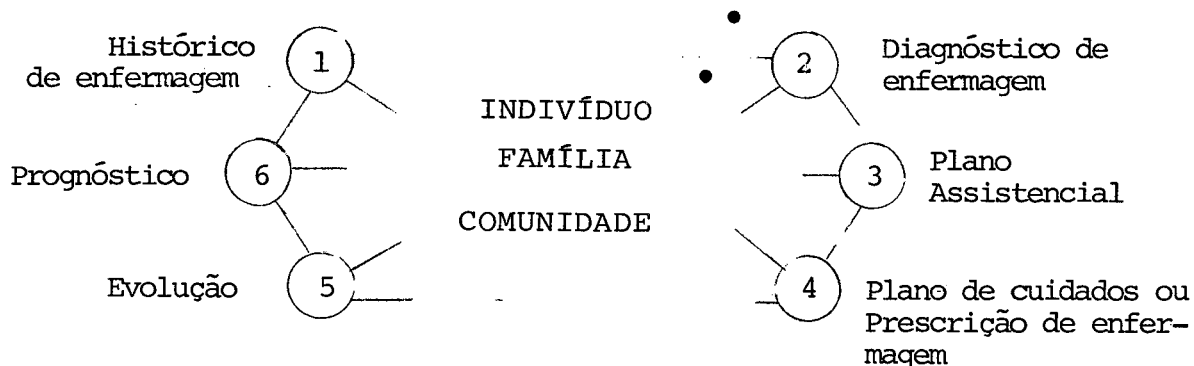 Histórico
de enfermagem
1
2
Diagnóstico de
enfermagem
INDIVÍDUO
FAMÍLIA
COMUNIDADE
Prognóstico
6
3
Plano
Assistencial
Evolução
5
4
Plano de cuidados ou
Prescrição de enfer-
magem